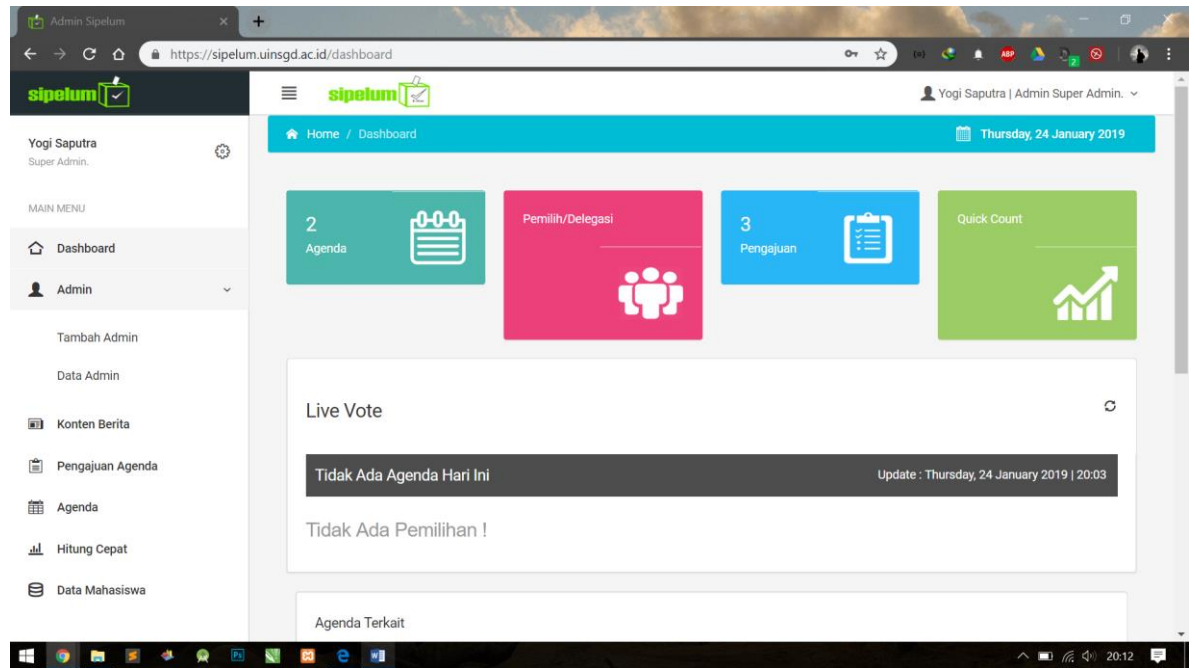 Admin Sipelum
https://sipelum.uinsgd.ac.id/dashboard
ABP
2
sipelum
sipelum
Yogi Saputra | Admin Super Admin.
Yogi Saputra
Super Admin.
Home / Dashboard
Thursday, 24 January 2019
MAIN MENU
Dashboard
Admin
Tambah Admin
Data Admin
Konten Berita
Pengajuan Agenda
Agenda
Hitung Cepat
Data Mahasiswa
2
Agenda
Pemilih/Delegasi
3
Pengajuan
Quick Count
Live Vote
Tidak Ada Agenda Hari Ini
Update : Thursday, 24 January 2019 | 20:03
Tidak Ada Pemilihan !
Agenda Terkait
Ps
20:12